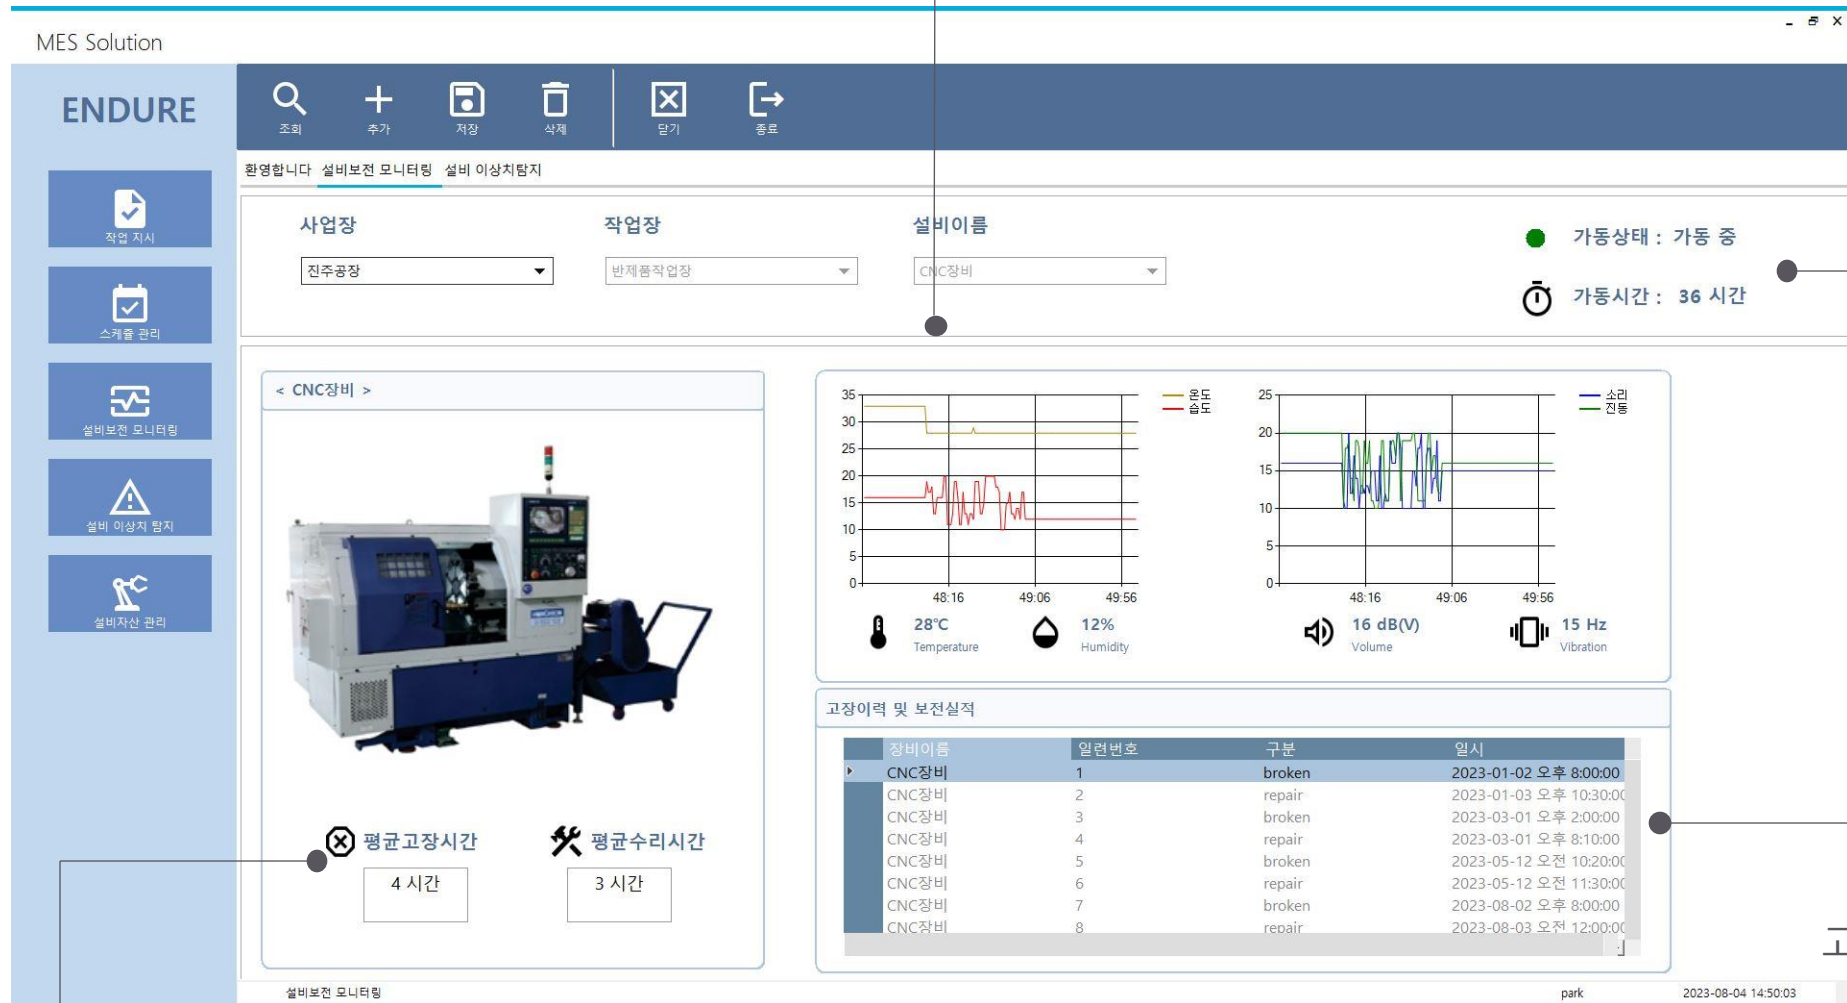 MES Solution
ENDURE
조회 추가 저장 삭제 닫기 종료
환영합니다 설비보전 모니터링 설비 이상치탐지
작업 지시
스케쥴 관리
설비보전 모니터링
설비 이상치 탐지
설비자산 관리
사업장 작업장 설비이름
진주공장 반제품작업장 CNC장비
가동상태 : 가동 중
가동시간 : 36 시간
< CNC장비 >
평균고장시간 평균수리시간
4 시간 3 시간
35
30
25
20
15
10
5
0
48:16 49:06 49:56
온도
습도
28℃ 12%
Temperature Humidity
25
20
15
10
5
0
48:16 49:06 49:56
소리
진동
16 dB(V) 15 Hz
Volume Vibration
고장이력 및 보전실적
장비이름 일련번호 구분 일시
CNC장비 1 broken 2023-01-02 오후 8:00:00
CNC장비 2 repair 2023-01-03 오후 10:30:00
CNC장비 3 broken 2023-03-01 오후 2:00:00
CNC장비 4 repair 2023-03-01 오후 8:10:00
CNC장비 5 broken 2023-05-12 오전 10:20:00
CNC장비 6 repair 2023-05-12 오전 11:30:00
CNC장비 7 broken 2023-08-02 오후 8:00:00
CNC장비 8 repair 2023-08-03 오전 12:00:00
고
설비보전 모니터링 park 2023-08-04 14:50:03